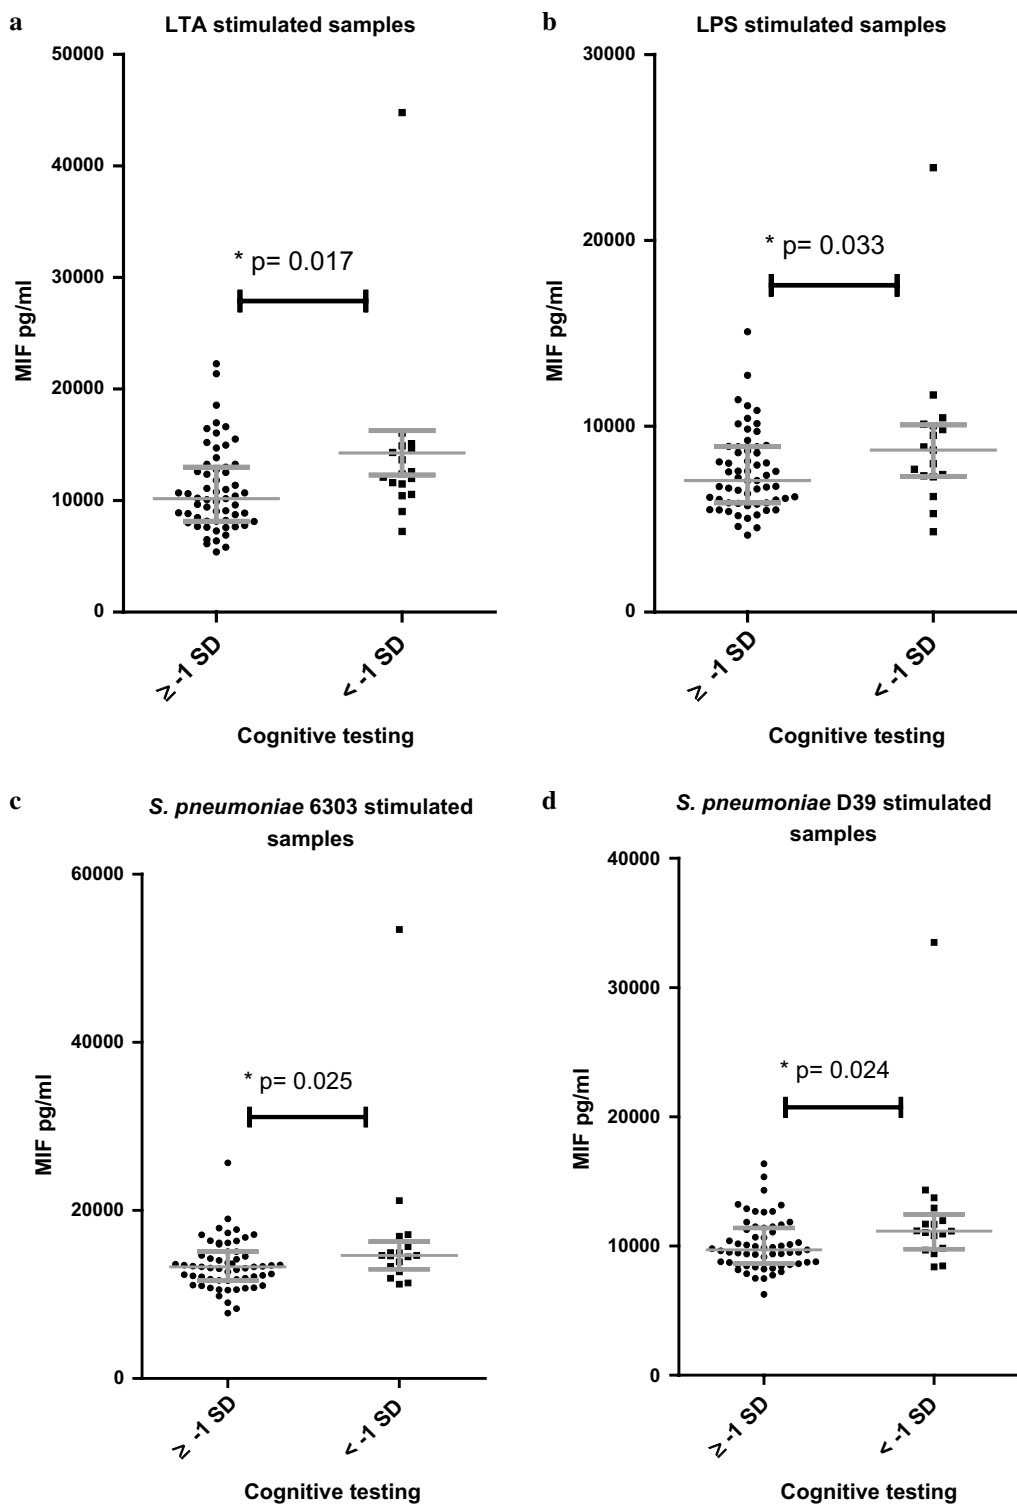 a
LTA stimulated samples
50000
40000
30000
20000
10000
0
MIF pg/ml
* p= 0.017
≥ -1 SD
< -1 SD
Cognitive testing
b
LPS stimulated samples
30000
20000
10000
0
MIF pg/ml
* p= 0.033
≥ -1 SD
< -1 SD
Cognitive testing
c
S. pneumoniae 6303 stimulated
samples
60000
40000
20000
0
MIF pg/ml
* p= 0.025
≥ -1 SD
< -1 SD
Cognitive testing
d
S. pneumoniae D39 stimulated
samples
40000
30000
20000
10000
0
MIF pg/ml
* p= 0.024
≥ -1 SD
< -1 SD
Cognitive testing